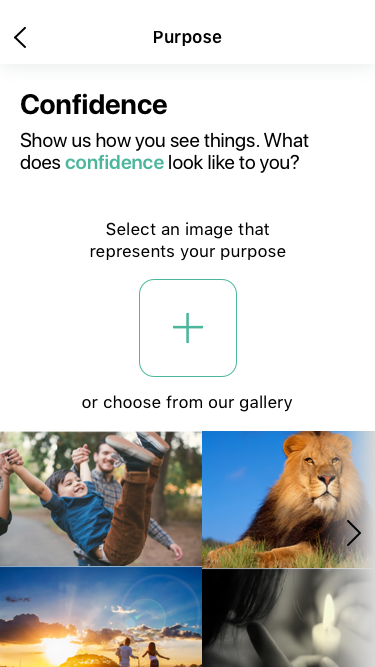 Purpose
Confidence
Show us how you see things. What
does confidence look like to you?
Select an image that
represents your purpose
or choose from our gallery